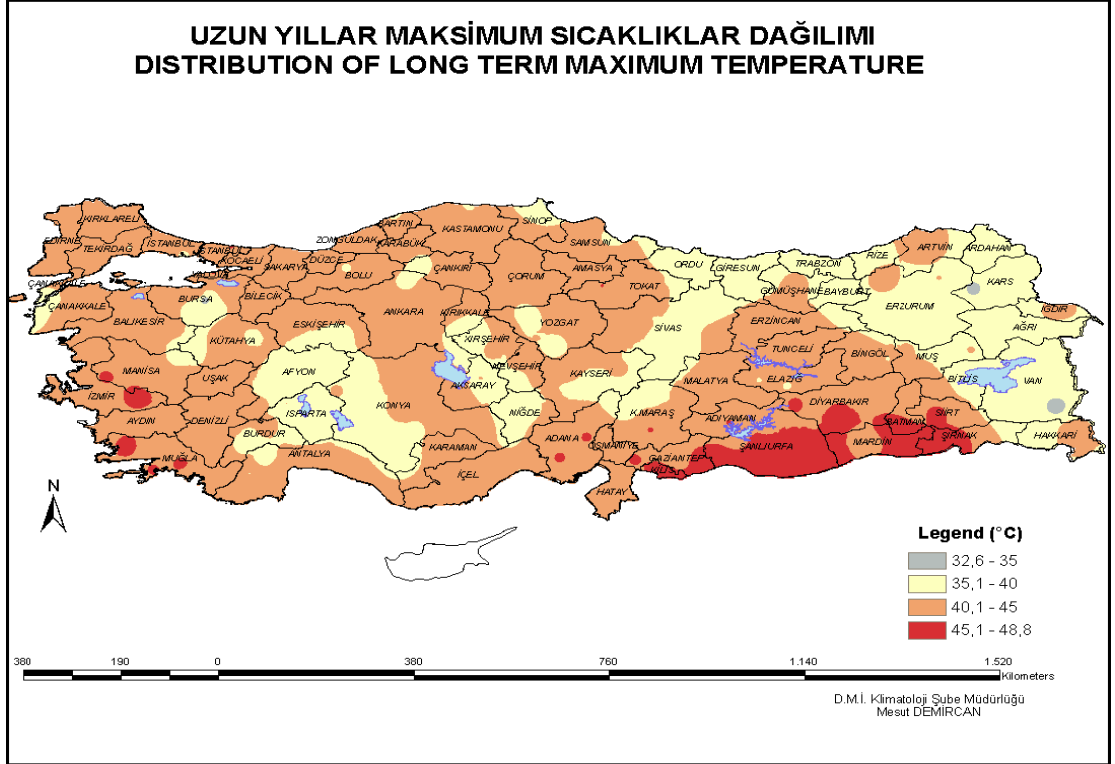 UZUN YILLAR MAKSİMUM SICAKLIKLAR DAĞILIMI
DISTRIBUTION OF LONG TERM MAXIMUM TEMPERATURE
KIRKLARELİ
EDİRNE
TEKİRDAĞ
İSTANBUL
İSTANBUL
KOCAELİ
YALOVA
SAKARYA
DÜZCE
ZONGULDAK
BARTIN
KARABÜK
KASTAMONU
SİNOP
SAMSUN
ORDU
GİRESUN
TRABZON
RİZE
ARTVİN
ARDAHAN
KARS
ÇANAKKALE
ÇANAKKALE
BALIKESİR
BURSA
BİLECİK
BOLU
ÇANKIRI
ÇORUM
AMASYA
TOKAT
GÜMÜŞHANE
BAYBURT
ERZURUM
IĞDIR
AĞRI
KÜTAHYA
ESKİŞEHİR
ANKARA
KIRIKKALE
YOZGAT
SİVAS
ERZİNCAN
TUNCELİ
BİNGÖL
MUŞ
BİTLİS
VAN
MANİSA
UŞAK
AFYON
KIRŞEHİR
NEVŞEHİR
KAYSERİ
MALATYA
ELAZIĞ
DİYARBAKIR
İZMİR
AYDIN
DENİZLİ
ISPARTA
BURDUR
KONYA
AKSARAY
NİĞDE
K.MARAŞ
ADIYAMAN
BATMAN
SİİRT
ŞIRNAK
HAKKARİ
MUĞLA
ANTALYA
KARAMAN
İÇEL
ADANA
OSMANİYE
GAZİANTEP
KİLİS
ŞANLIURFA
MARDİN
HATAY
N
Legend (°C)
32,6 - 35
35,1 - 40
40,1 - 45
45,1 - 48,8
380 190 0 380 760 1.140 1.520
Kilometers
D.M.İ. Klimatoloji Şube Müdürlüğü
Mesut DEMİRCAN